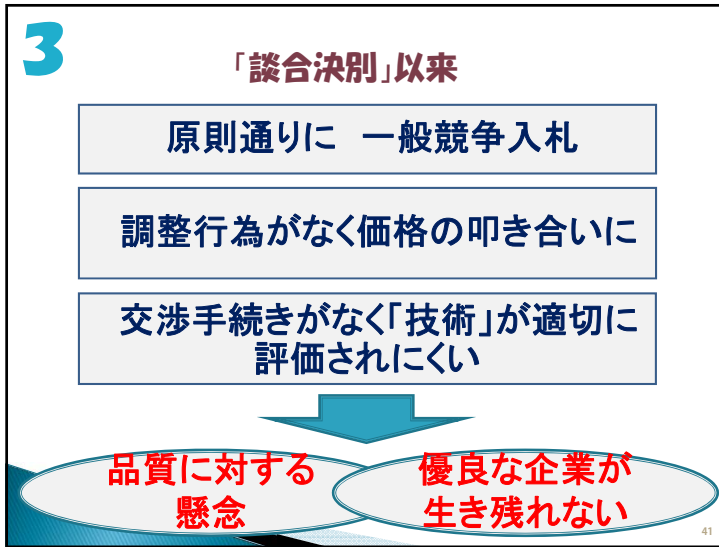 3
「談合決別」以来
原則通りに　一般競争入札
調整行為がなく価格の叩き合いに
交渉手続きがなく「技術」が適切に
評価されにくい
品質に対する
懸念
優良な企業が
生き残れない
41